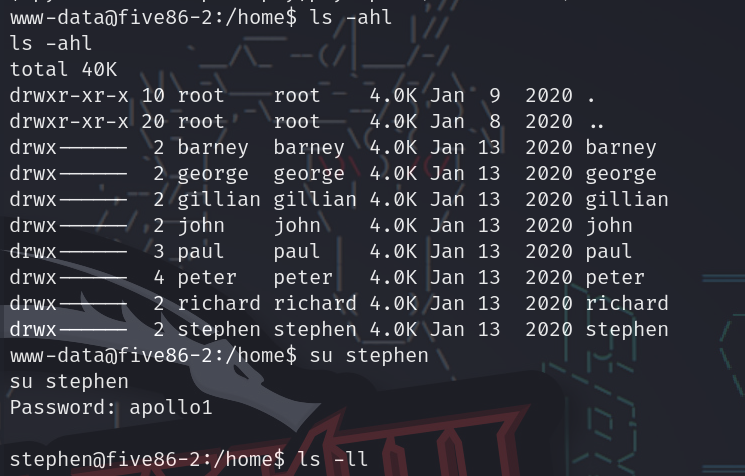 www-data@five86-2:/home$ ls -ahl
ls -ahl
total 40K
drwxr-xr-x 10 root root 4.0K Jan 9 2020 .
drwxr-xr-x 20 root root 4.0K Jan 8 2020 ..
drwx------ 2 barney barney 4.0K Jan 13 2020 barney
drwx------ 2 george george 4.0K Jan 13 2020 george
drwx------ 2 gillian gillian 4.0K Jan 13 2020 gillian
drwx------ 2 john john 4.0K Jan 13 2020 john
drwx------ 3 paul paul 4.0K Jan 13 2020 paul
drwx------ 4 peter peter 4.0K Jan 13 2020 peter
drwx------ 2 richard richard 4.0K Jan 13 2020 richard
drwx------ 2 stephen stephen 4.0K Jan 13 2020 stephen
www-data@five86-2:/home$ su stephen
su stephen
Password: apollo1
stephen@five86-2:/home$ ls -ll